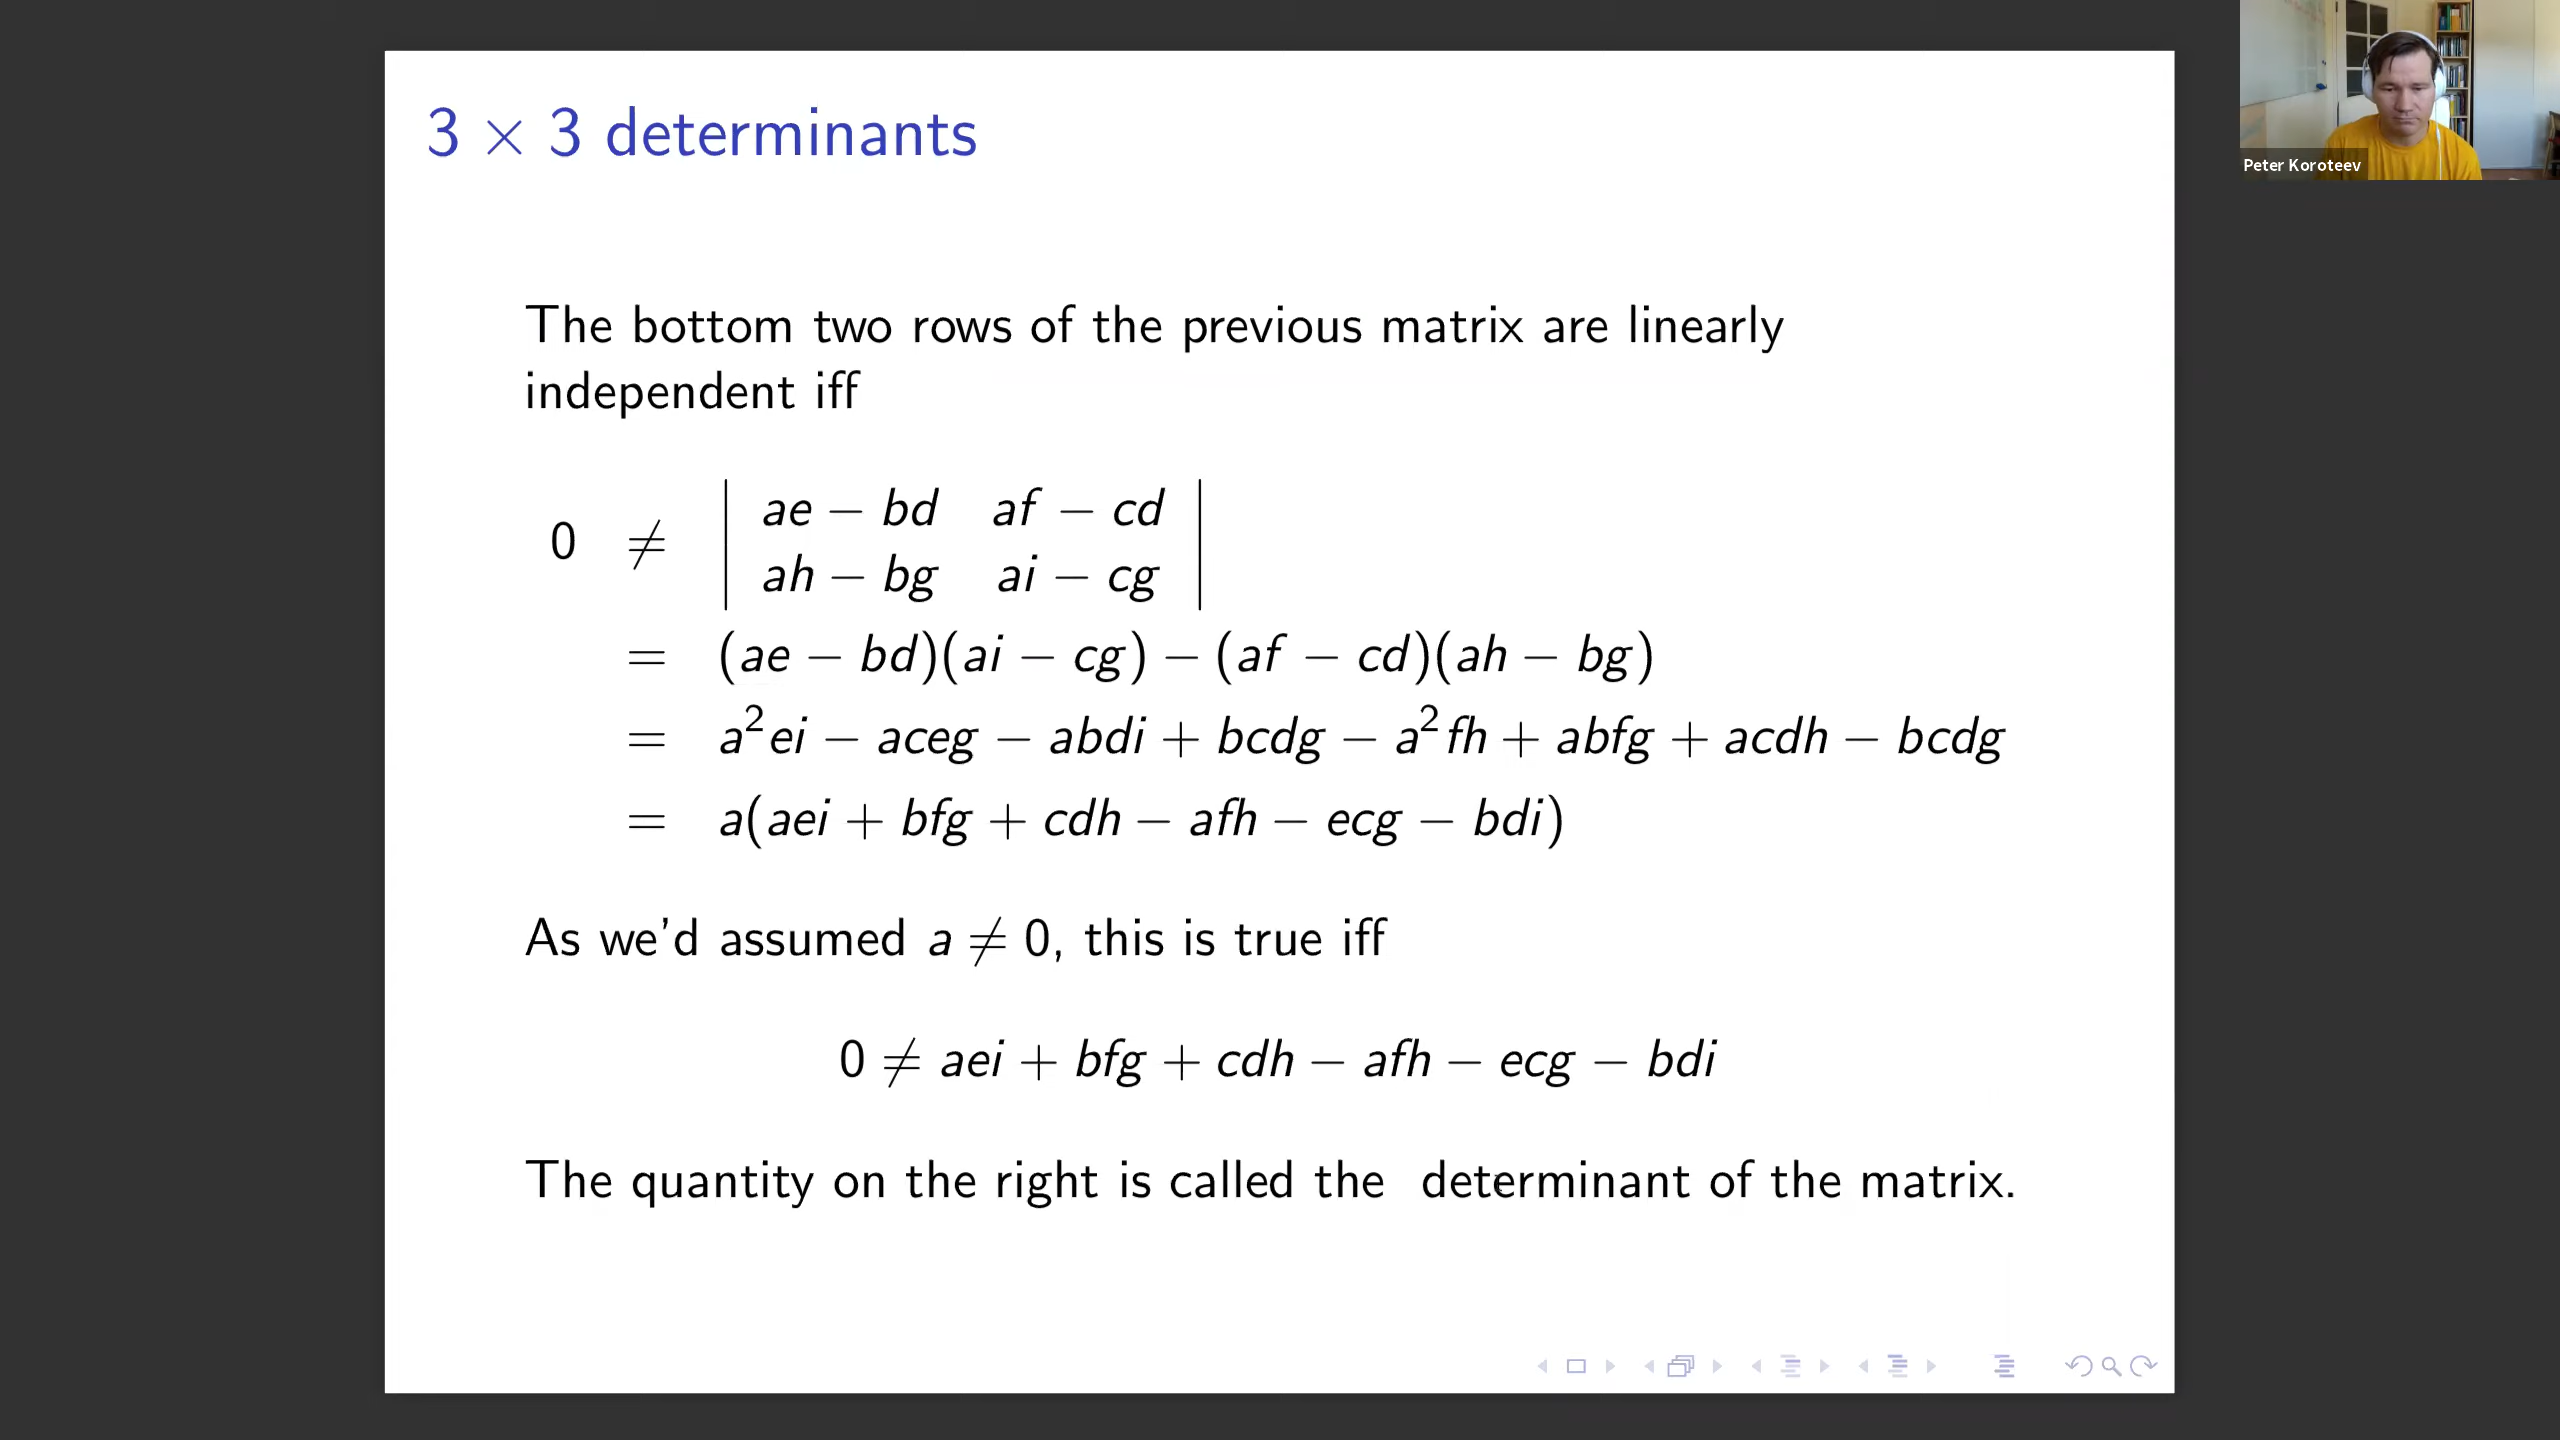 3 × 3 determinants
Peter Koroteev
The bottom two rows of the previous matrix are linearly
independent iff
0 ≠ | ae − bd   af − cd |
| ah − bg   ai − cg |
= (ae − bd)(ai − cg) − (af − cd)(ah − bg)
= a²ei − aceg − abdi + bcdg − a²fh + abfg + acdh − bcdg
= a(aei + bfg + cdh − afh − ecg − bdi)
As we'd assumed a ≠ 0, this is true iff
0 ≠ aei + bfg + cdh − afh − ecg − bdi
The quantity on the right is called the determinant of the matrix.